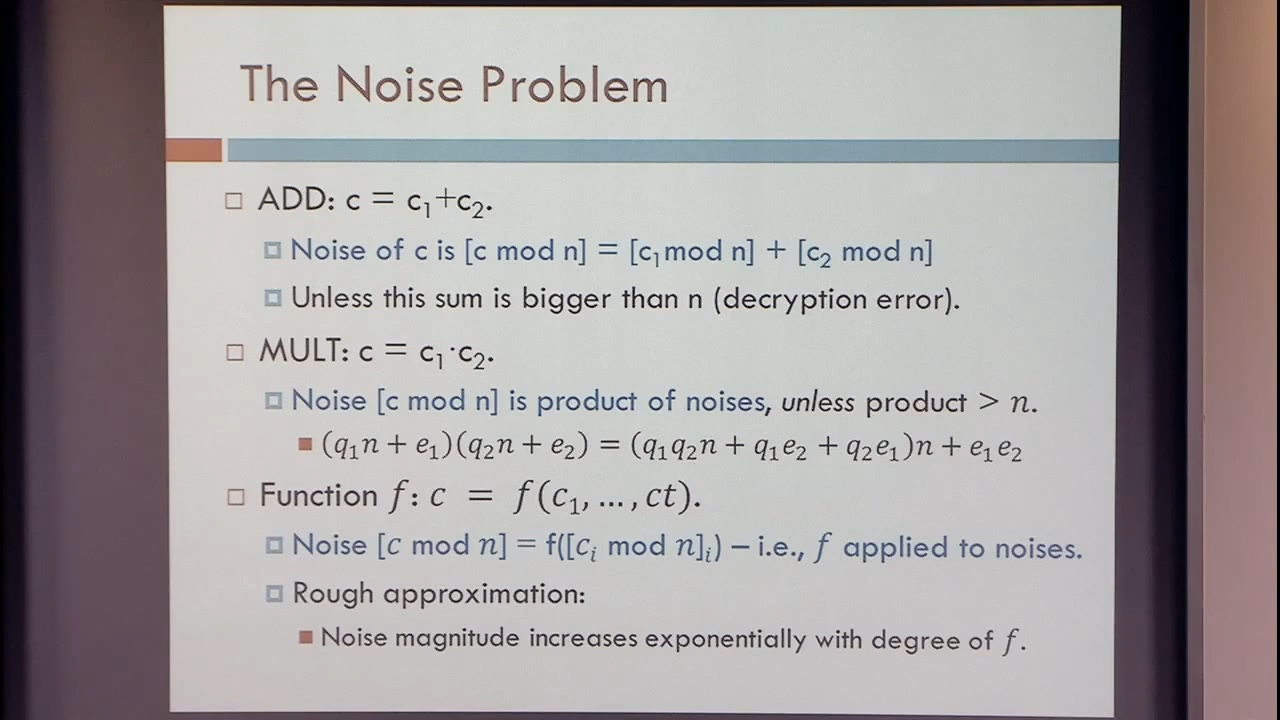 The Noise Problem
ADD: c = c₁+c₂.
Noise of c is [c mod n] = [c₁mod n] + [c₂ mod n]
Unless this sum is bigger than n (decryption error).
MULT: c = c₁·c₂.
Noise [c mod n] is product of noises, unless product > n.
(q₁n + e₁)(q₂n + e₂) = (q₁q₂n + q₁e₂ + q₂e₁)n + e₁e₂
Function f: c = f(c₁, ... , ct).
Noise [c mod n] = f([cᵢ mod n]ᵢ) – i.e., f applied to noises.
Rough approximation:
Noise magnitude increases exponentially with degree of f.